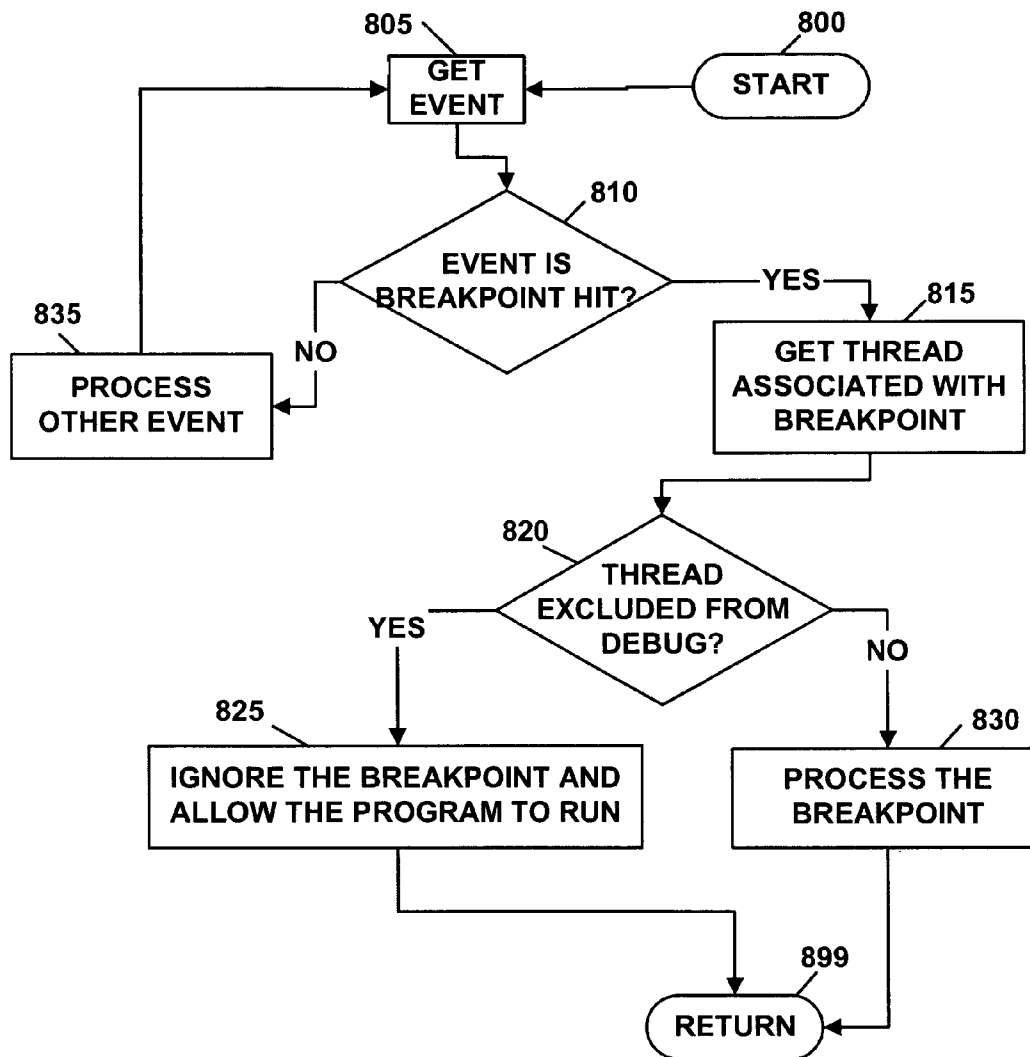 805
GET
EVENT
800
START
810
EVENT IS
BREAKPOINT HIT?
YES
815
GET THREAD
ASSOCIATED WITH
BREAKPOINT
835
NO
PROCESS
OTHER EVENT
820
THREAD
EXCLUDED FROM
DEBUG?
YES
NO
825
IGNORE THE BREAKPOINT AND
ALLOW THE PROGRAM TO RUN
830
PROCESS THE
BREAKPOINT
899
RETURN